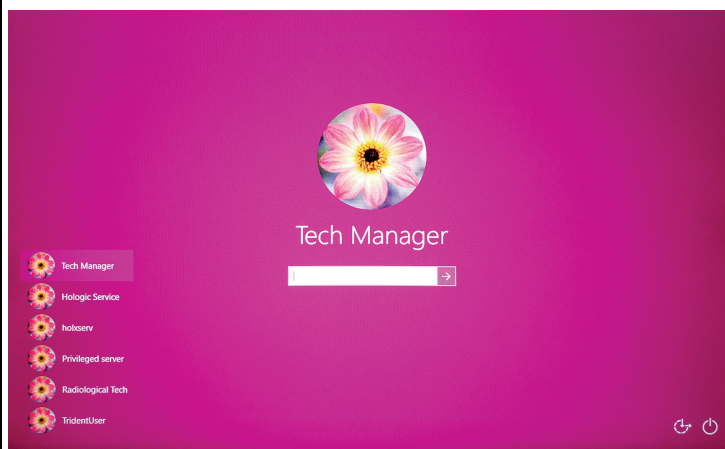 Tech Manager
Tech Manager
Hologic Service
holxserv
Privileged server
Radiological Tech
TridentUser